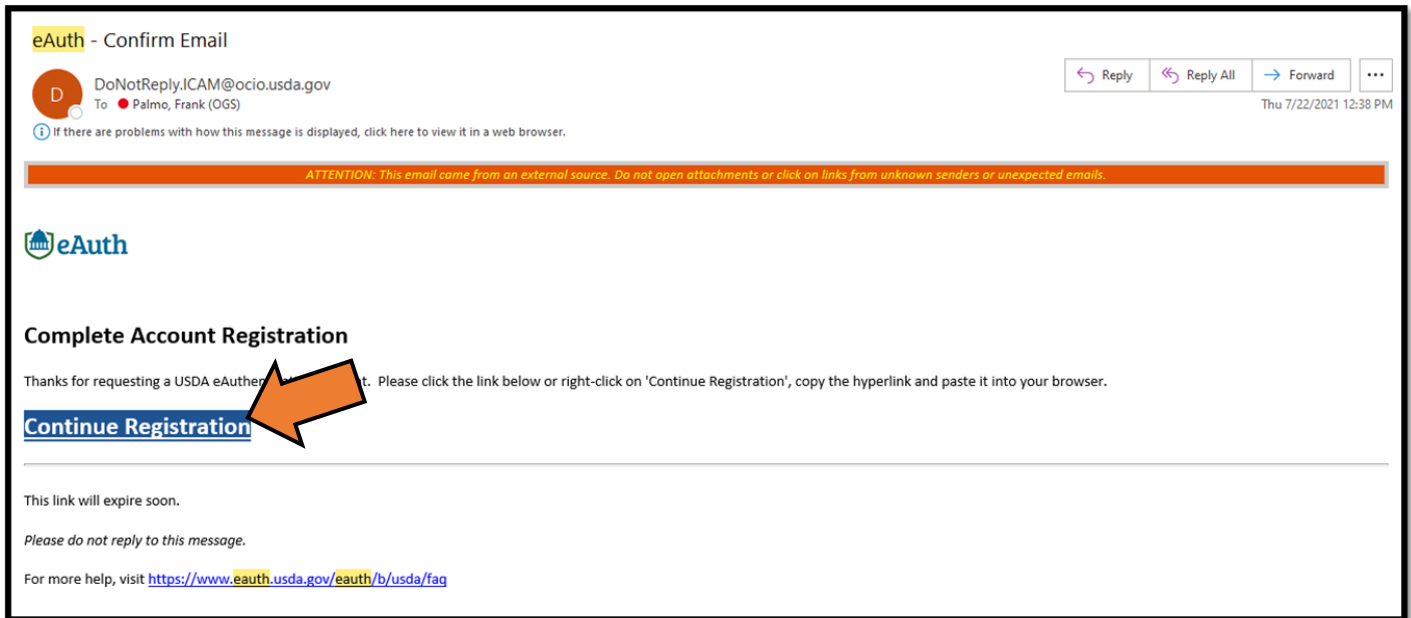 eAuth - Confirm Email
D
DoNotReply.ICAM@ocio.usda.gov
To Palmo, Frank (OGS)
Reply
Reply All
Forward
...
Thu 7/22/2021 12:38 PM
i If there are problems with how this message is displayed, click here to view it in a web browser.
ATTENTION: This email came from an external source. Do not open attachments or click on links from unknown senders or unexpected emails.
eAuth
Complete Account Registration
Thanks for requesting a USDA Please click the link below or right-click on 'Continue Registration', copy the hyperlink and paste it into your browser.
Continue Registration
This link will expire soon.
Please do not reply to this message.
For more help, visit https://www.eauth.usda.gov/eauth/b/usda/faq